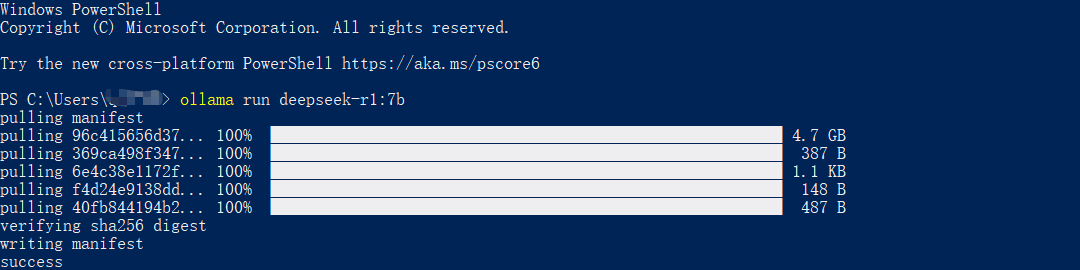 Windows PowerShell
Copyright (C) Microsoft Corporation. All rights reserved.
Try the new cross-platform PowerShell https://aka.ms/pscore6
PS C:\Users\> ollama run deepseek-r1:7b
pulling manifest
pulling 96c415656d37... 100% 4.7 GB
pulling 369ca498f347... 100% 387 B
pulling 6e4c38e1172f... 100% 1.1 KB
pulling f4d24e9138dd... 100% 148 B
pulling 40fb844194b2... 100% 487 B
verifying sha256 digest
writing manifest
success